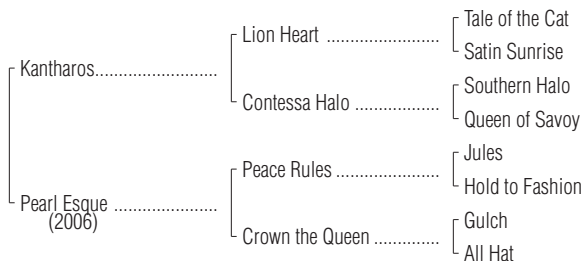 Tale of the Cat
Lion Heart ........................
Satin Sunrise
Kantharos..........................
Southern Halo
Contessa Halo ..................
Queen of Savoy
Jules
Peace Rules ......................
Hold to Fashion
Pearl Esque ......................
(2006)
Gulch
Crown the Queen ..............
All Hat